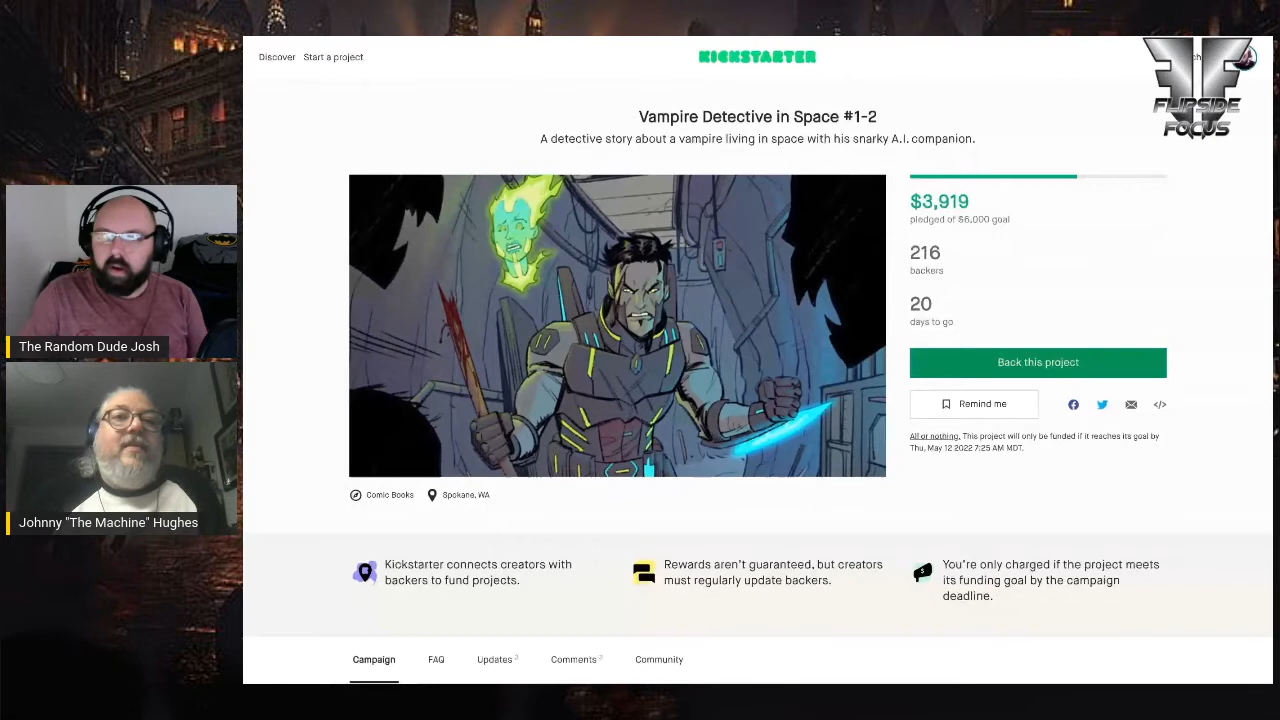 Discover Start a project
KICKSTARTER
FLIPSIDE
FOCUS
Vampire Detective in Space #1-2
A detective story about a vampire living in space with his snarky A.I. companion.
$3,919
pledged of $6,000 goal
216
backers
20
days to go
Back this project
Remind me
All or nothing. This project will only be funded if it reaches its goal by
Thu, May 12 2022 7:25 AM MDT.
Comic Books Spokane, WA
The Random Dude Josh
Johnny "The Machine" Hughes
Kickstarter connects creators with
backers to fund projects.
Rewards aren't guaranteed, but creators
must regularly update backers.
You're only charged if the project meets
its funding goal by the campaign
deadline.
Campaign FAQ Updates Comments Community